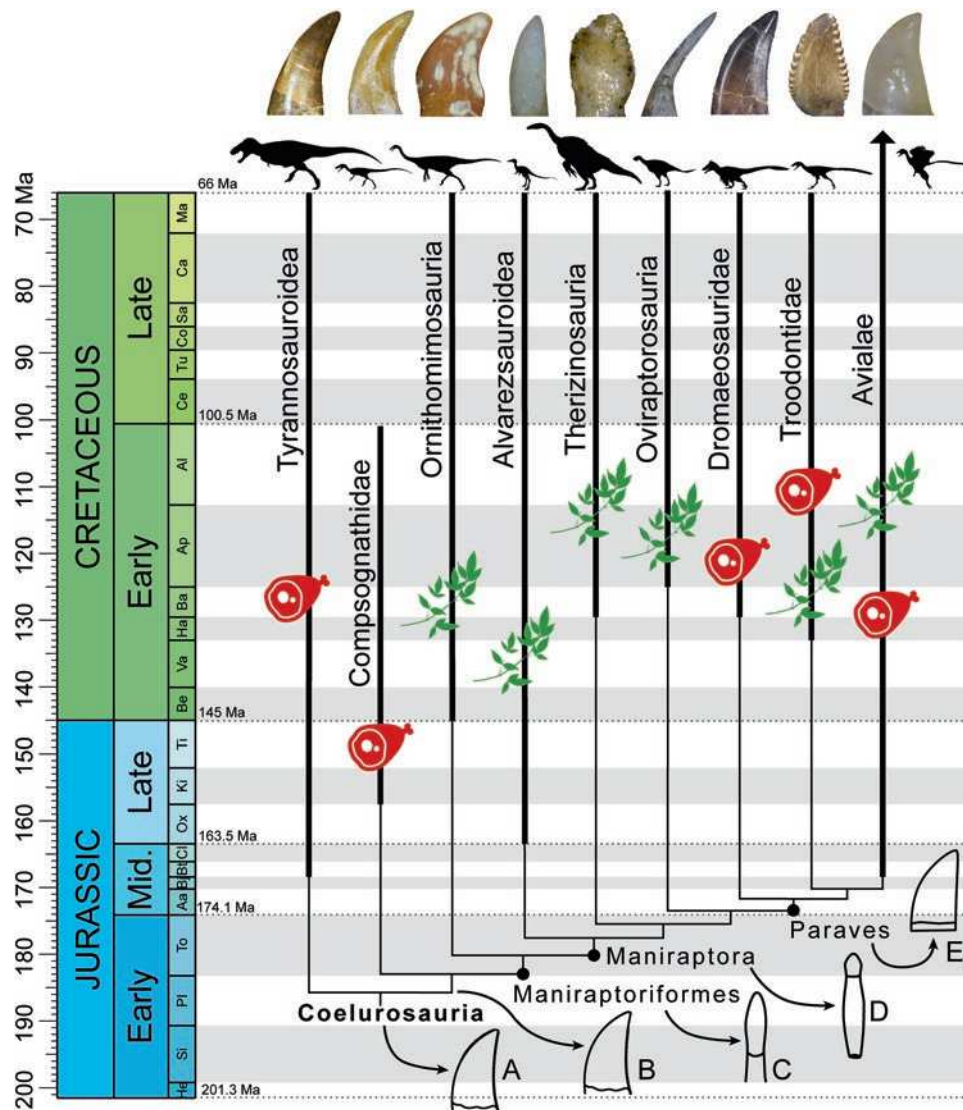 66 Ma
70 Ma
80
90
100
110
120
130
140
150
160
170
180
190
200
CRETACEOUS
Late
Early
JURASSIC
Late
Mid.
Early
Ma
Ca
Sa
Co
Tu
Ce
Al
Ap
Ba
Ha
Va
Be
Ti
Ki
Ox
Cl
Bt
Bj
Aa
To
Pl
Si
He
100.5 Ma
145 Ma
163.5 Ma
174.1 Ma
201.3 Ma
Tyrannosauroidea
Compsognathidae
Ornithomimosauria
Alvarezsauroidea
Therizinosauria
Oviraptorosauria
Dromaeosauridae
Troodontidae
Avialae
Paraves
E
Maniraptora
D
Maniraptoriformes
Coelurosauria
A
B
C